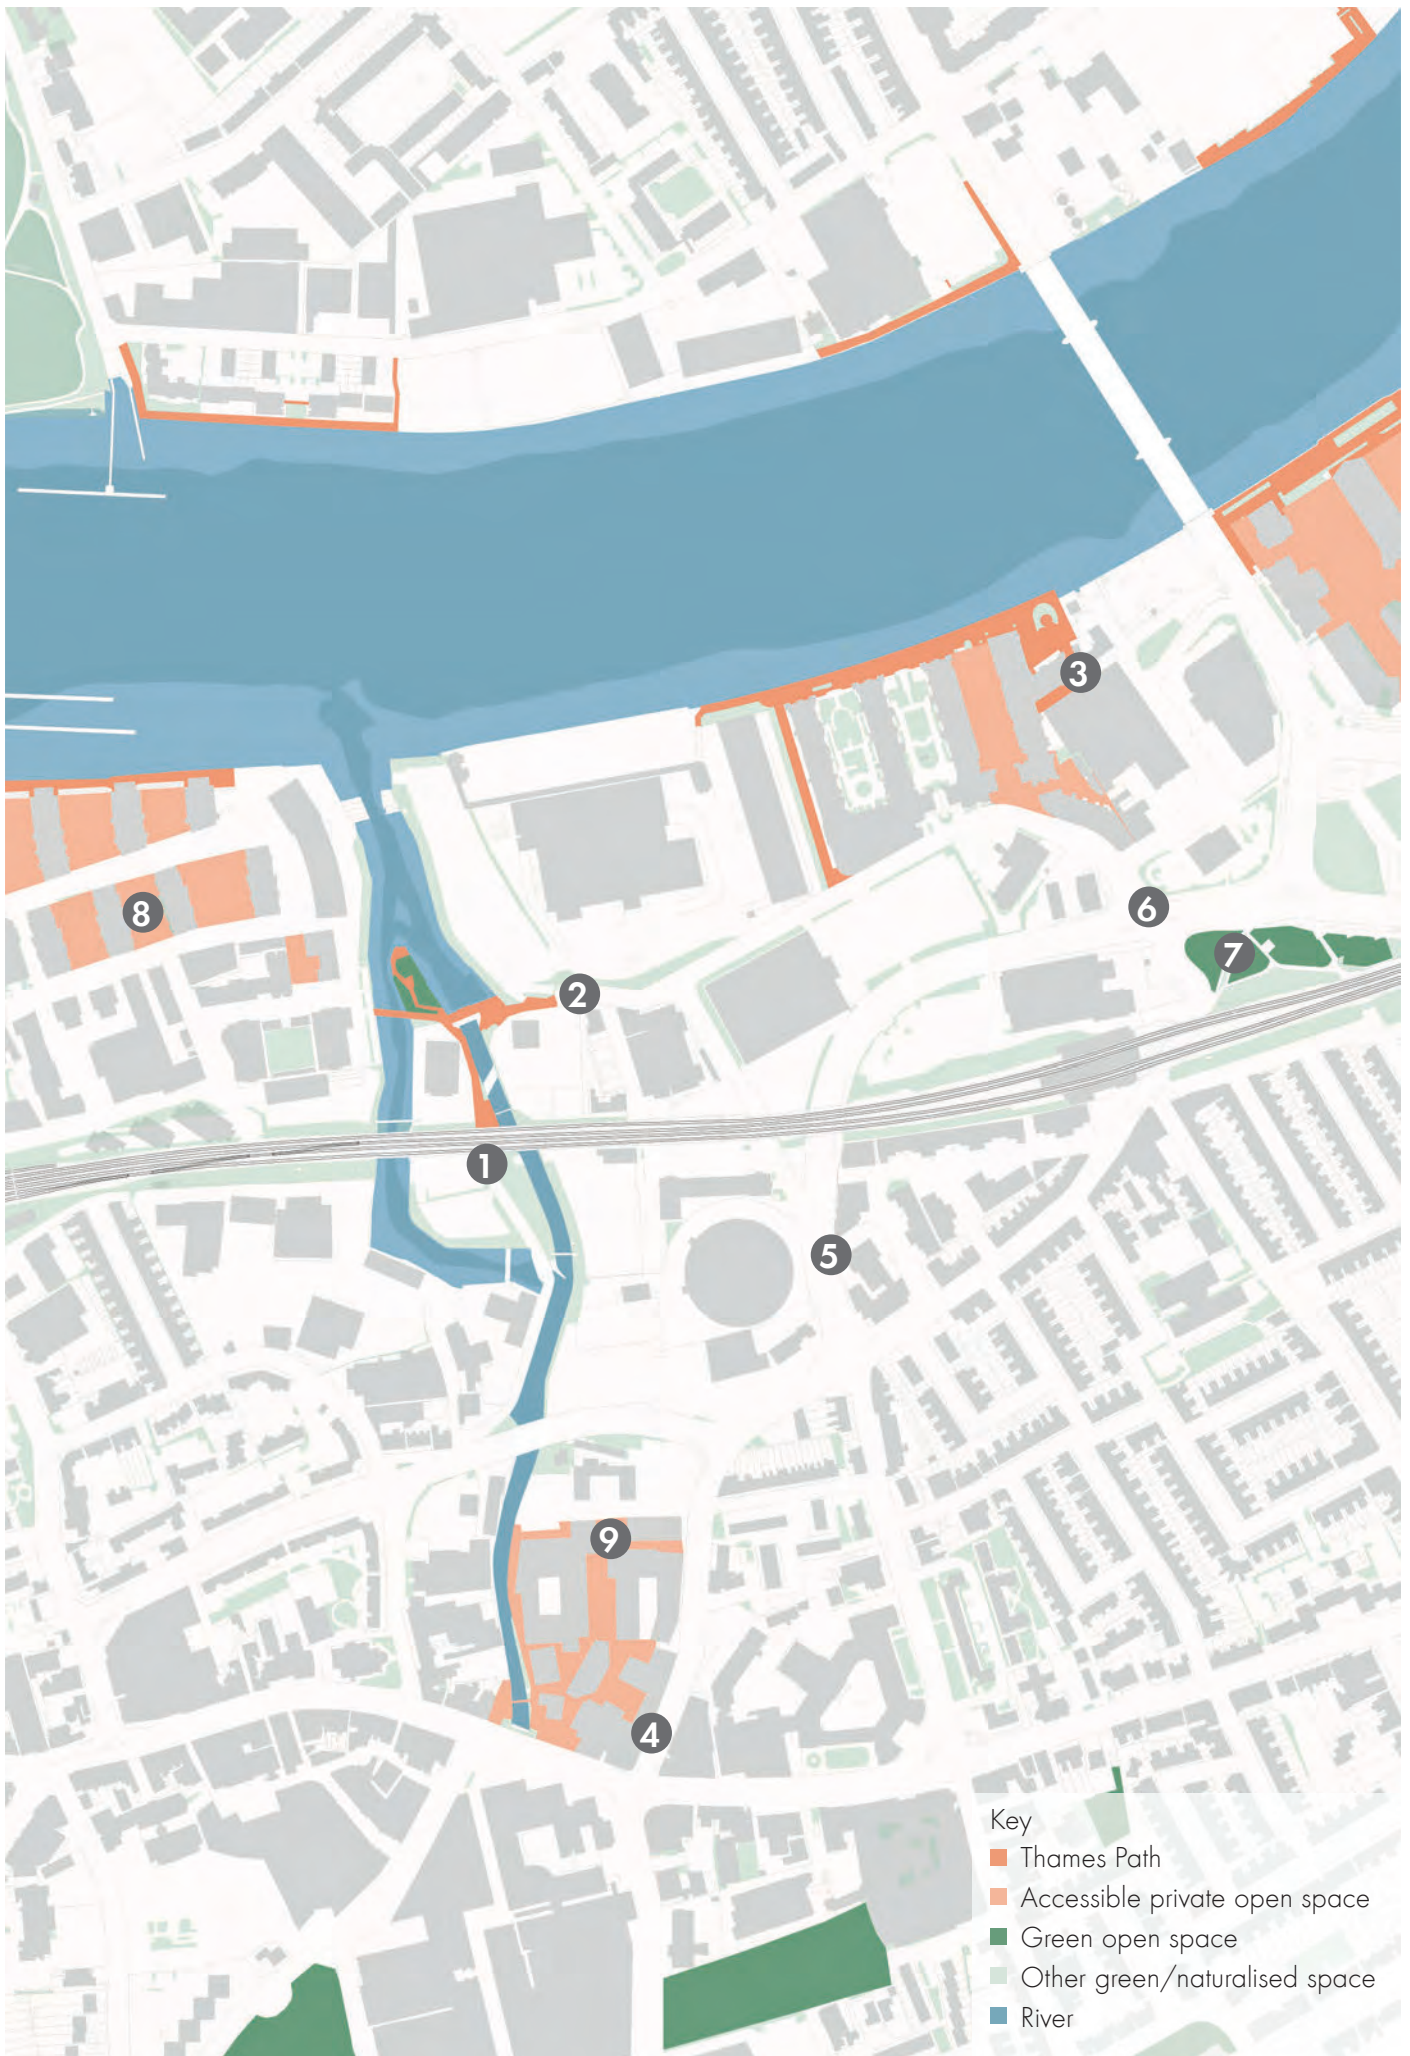 3
8
6
7
2
1
5
9
4
Key
Thames Path
Accessible private open space
Green open space
Other green/naturalised space
River